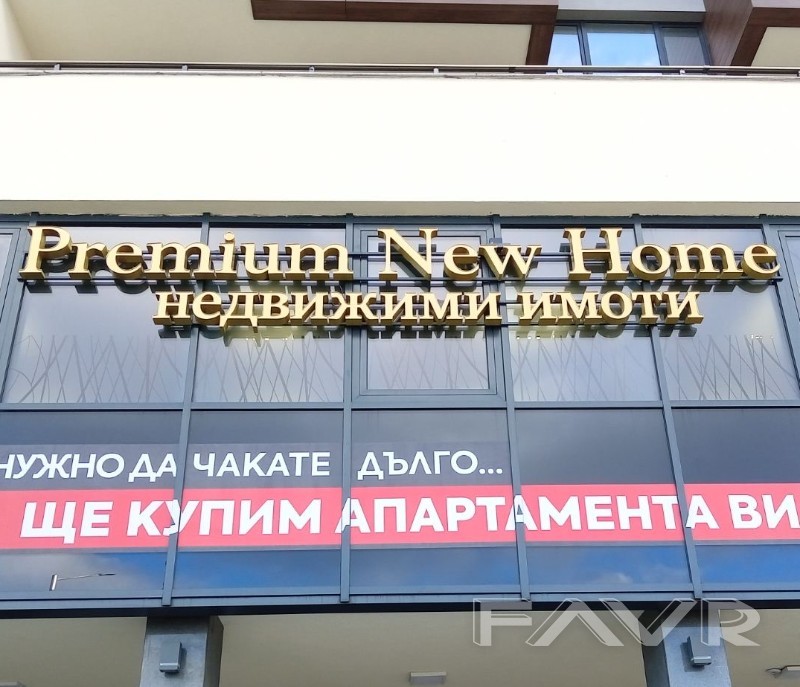 Premium New Home
недвижими имоти
НУЖНО ДА ЧАКАТЕ ДЪЛГО...
ЩЕ КУПИМ АПАРТАМЕНТА ВИ
FAVR